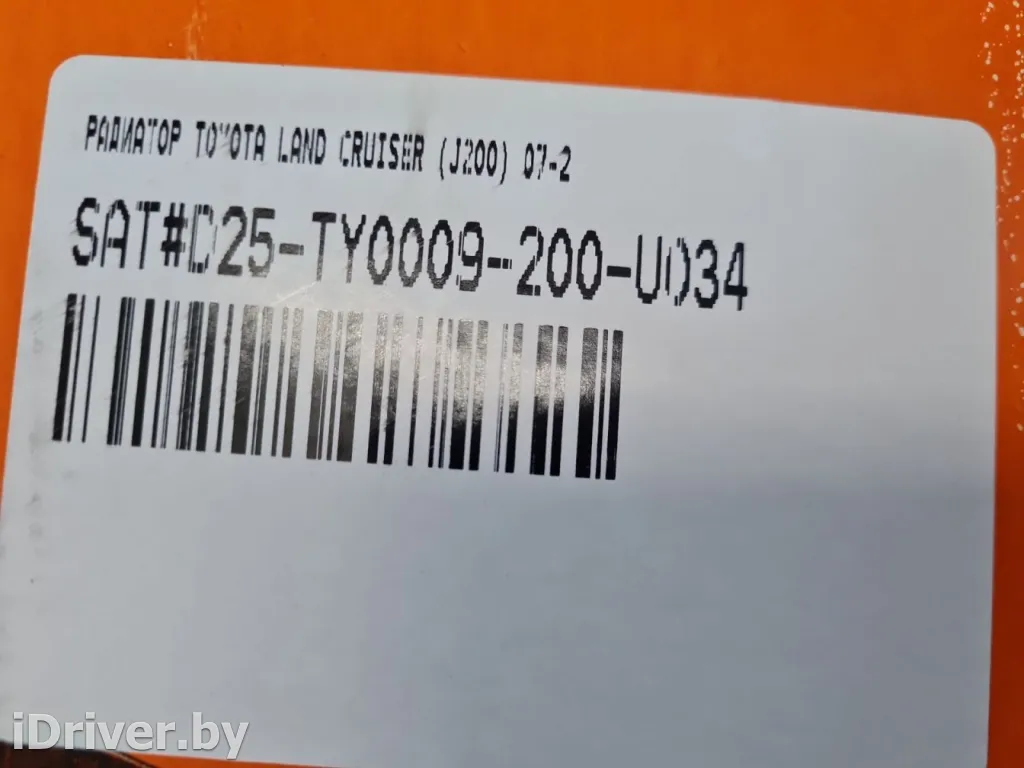 РАДИАТОР TOYOTA LAND CRUISER (J200) 07-2
SAT#D25-TY0009-200-U034
iDriver.by